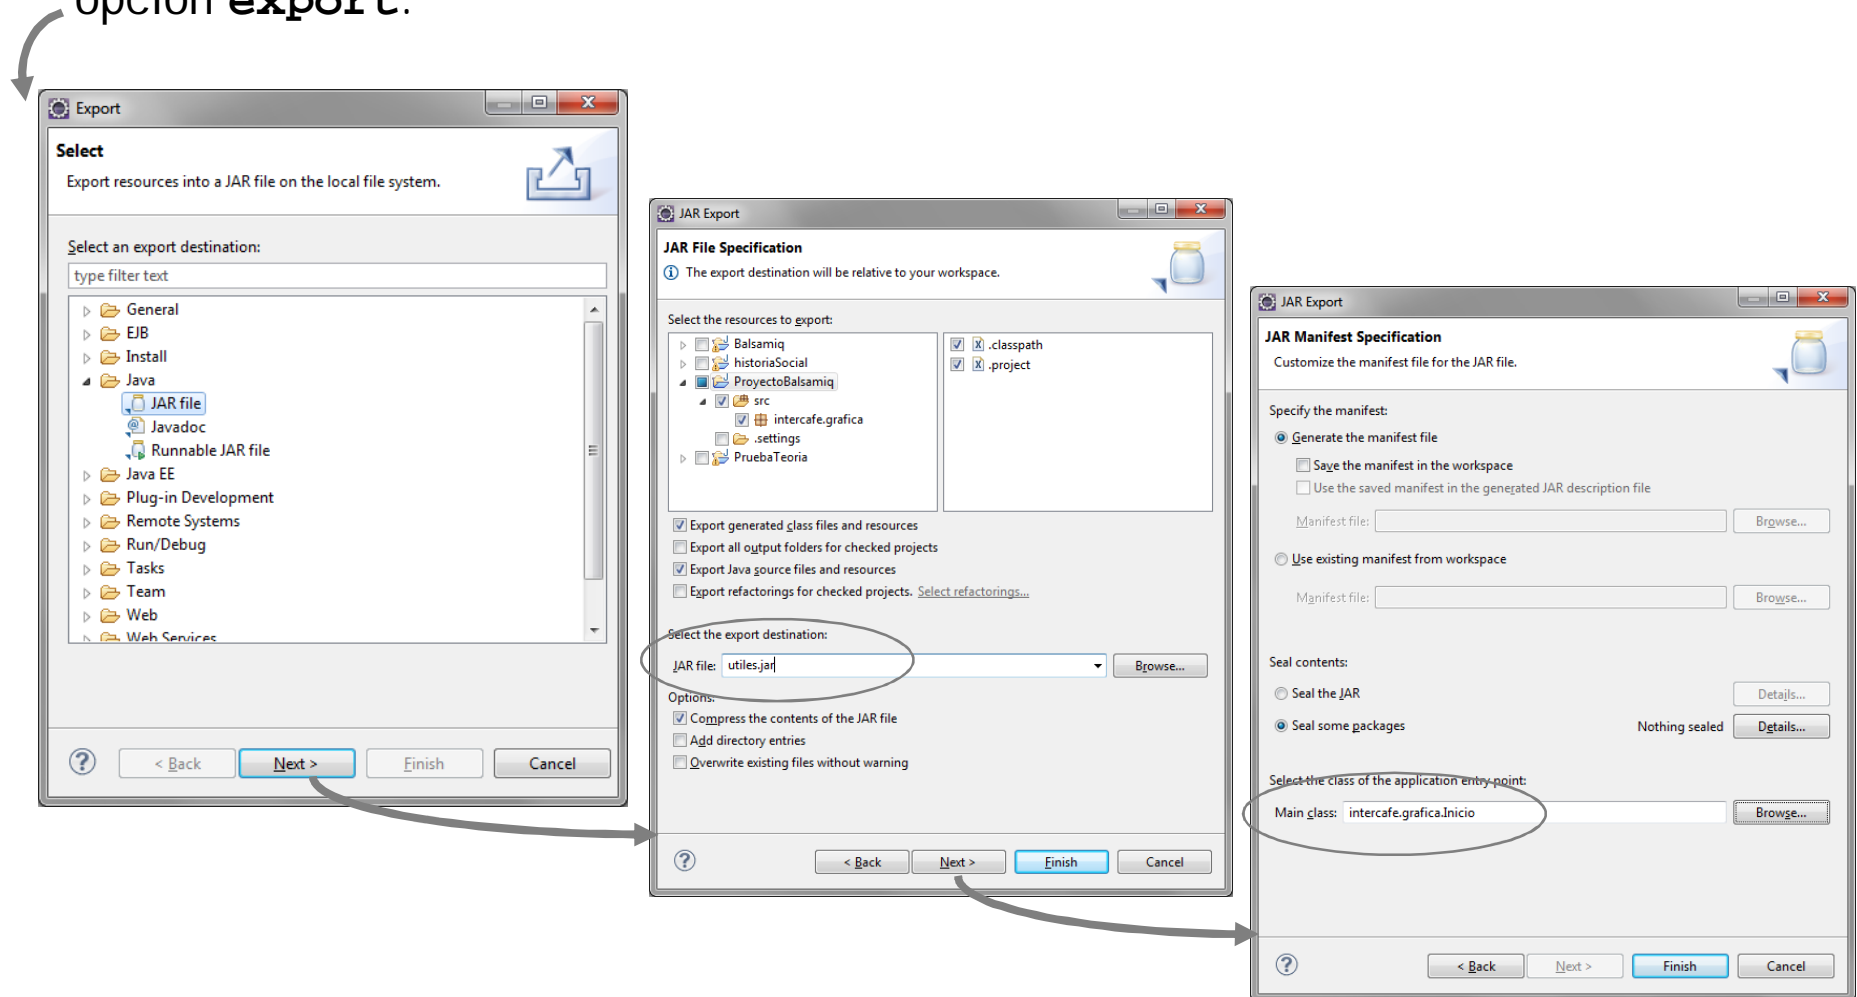 opción export.
Export
Select
Export resources into a JAR file on the local file system.
Select an export destination:
type filter text
General
EJB
Install
Java
JAR file
Javadoc
Runnable JAR file
Java EE
Plug-in Development
Remote Systems
Run/Debug
Tasks
Team
Web
Web Services
< Back
Next >
Finish
Cancel
JAR Export
JAR File Specification
The export destination will be relative to your workspace.
Select the resources to export:
Balsamiq
historiaSocial
ProyectoBalsamiq
src
intercafe.grafica
.settings
PruebaTeoria
.classpath
.project
Export generated class files and resources
Export all output folders for checked projects
Export Java source files and resources
Export refactorings for checked projects. Select refactorings...
Select the export destination:
JAR file: utiles.jar Browse...
Options:
Compress the contents of the JAR file
Add directory entries
Overwrite existing files without warning
< Back
Next >
Finish
Cancel
JAR Export
JAR Manifest Specification
Customize the manifest file for the JAR file.
Specify the manifest:
Generate the manifest file
Save the manifest in the workspace
Use the saved manifest in the generated JAR description file
Manifest file: Browse...
Use existing manifest from workspace
Manifest file: Browse...
Seal contents:
Seal the JAR Details...
Seal some packages Nothing sealed Details...
Select the class of the application entry point:
Main class: intercafe.grafica.Inicio Browse...
< Back
Next >
Finish
Cancel